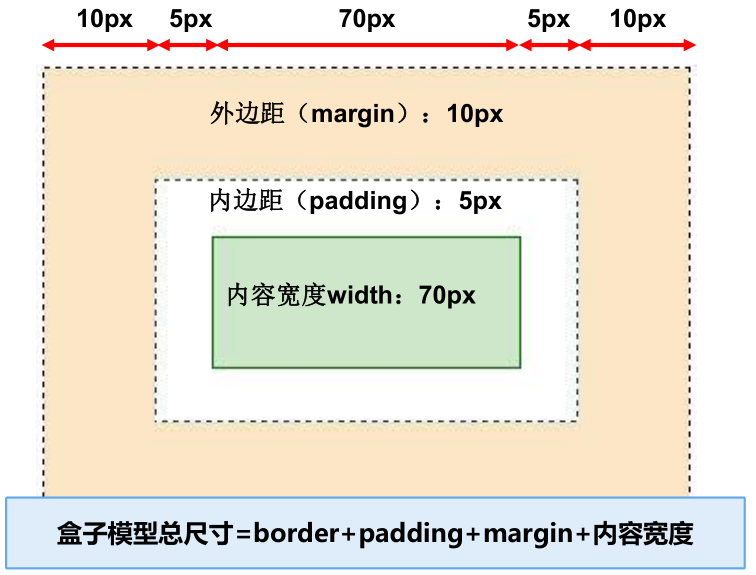 10px 5px 70px 5px 10px
外边距（margin）：10px
内边距（padding）：5px
内容宽度width：70px
盒子模型总尺寸=border+padding+margin+内容宽度